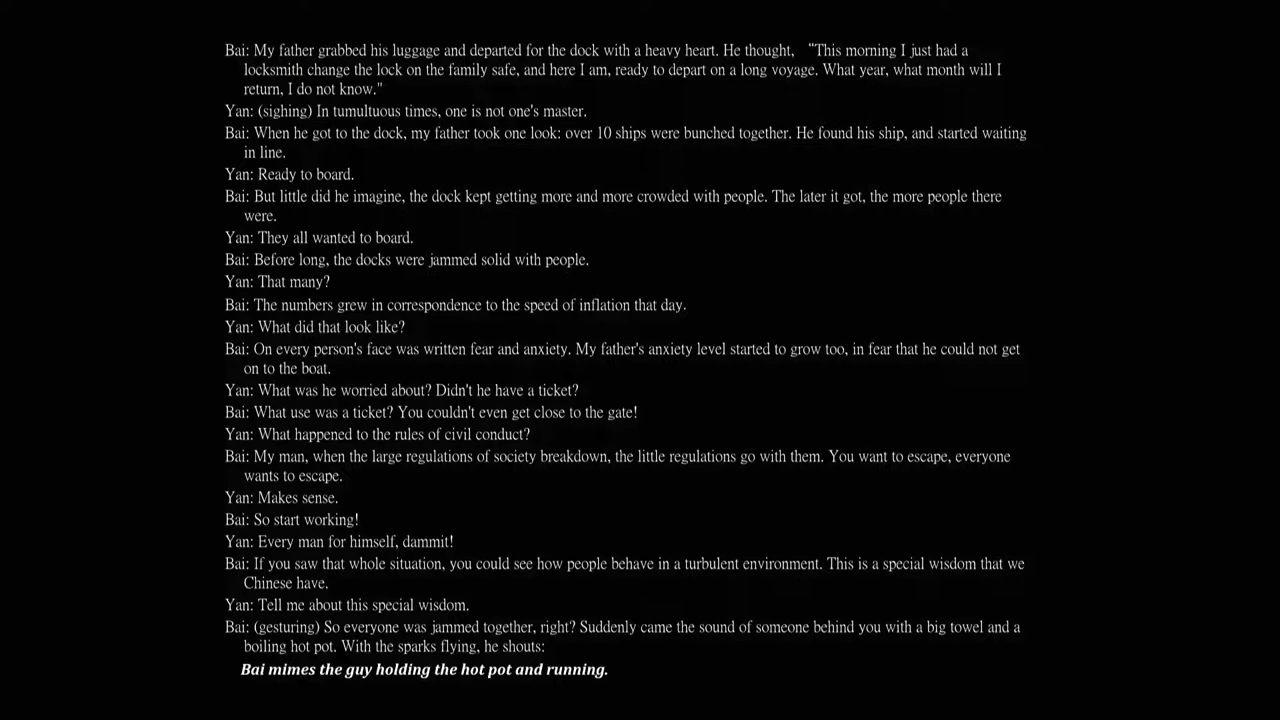 Bai: My father grabbed his luggage and departed for the dock with a heavy heart. He thought, “This morning I just had a
locksmith change the lock on the family safe, and here I am, ready to depart on a long voyage. What year, what month will I
return, I do not know."
Yan: (sighing) In tumultuous times, one is not one's master.
Bai: When he got to the dock, my father took one look: over 10 ships were bunched together. He found his ship, and started waiting
in line.
Yan: Ready to board.
Bai: But little did he imagine, the dock kept getting more and more crowded with people. The later it got, the more people there
were.
Yan: They all wanted to board.
Bai: Before long, the docks were jammed solid with people.
Yan: That many?
Bai: The numbers grew in correspondence to the speed of inflation that day.
Yan: What did that look like?
Bai: On every person's face was written fear and anxiety. My father's anxiety level started to grow too, in fear that he could not get
on to the boat.
Yan: What was he worried about? Didn't he have a ticket?
Bai: What use was a ticket? You couldn't even get close to the gate!
Yan: What happened to the rules of civil conduct?
Bai: My man, when the large regulations of society breakdown, the little regulations go with them. You want to escape, everyone
wants to escape.
Yan: Makes sense.
Bai: So start working!
Yan: Every man for himself, dammit!
Bai: If you saw that whole situation, you could see how people behave in a turbulent environment. This is a special wisdom that we
Chinese have.
Yan: Tell me about this special wisdom.
Bai: (gesturing) So everyone was jammed together, right? Suddenly came the sound of someone behind you with a big towel and a
boiling hot pot. With the sparks flying, he shouts:
Bai mimes the guy holding the hot pot and running.